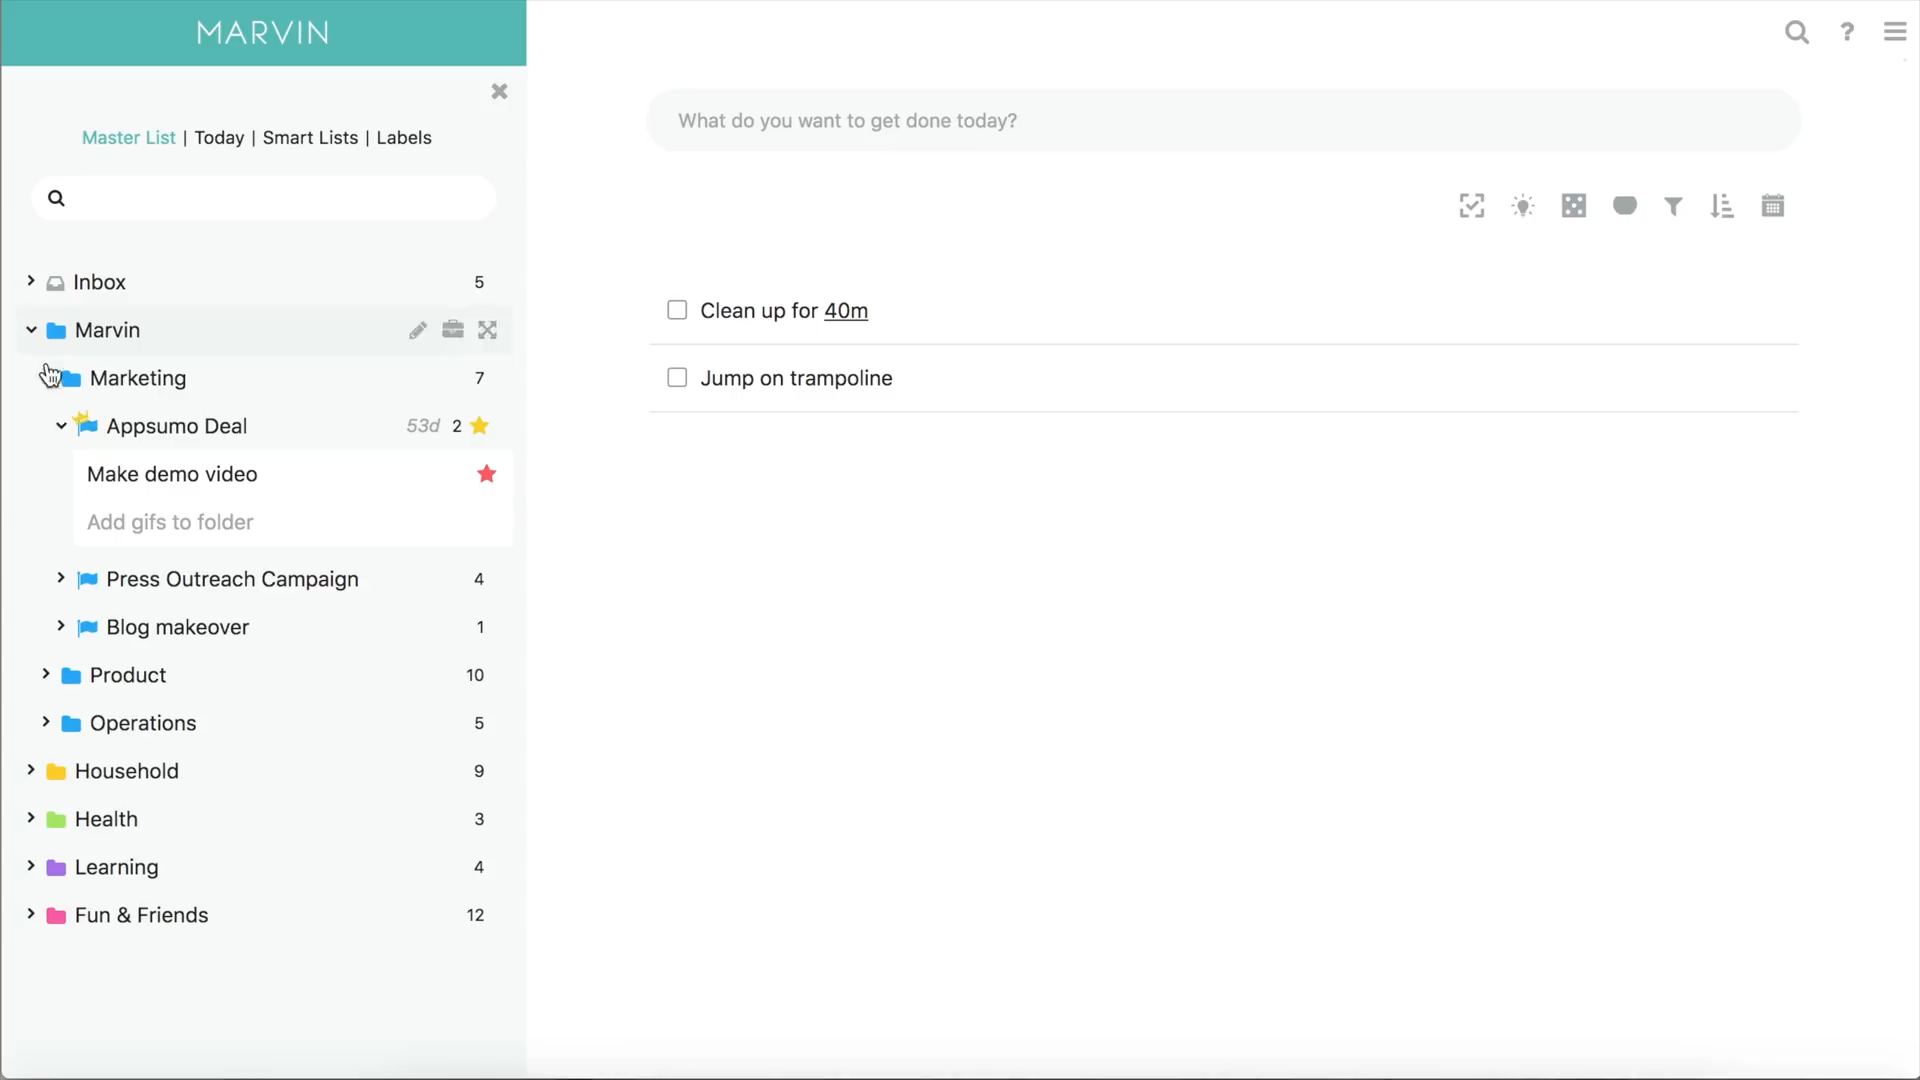 MARVIN
?
Master List | Today | Smart Lists | Labels
What do you want to get done today?
Inbox 5
Marvin
Marketing 7
Appsumo Deal 53d 2
Make demo video
Add gifs to folder
Press Outreach Campaign 4
Blog makeover 1
Product 10
Operations 5
Household 9
Health 3
Learning 4
Fun & Friends 12
Clean up for 40m
Jump on trampoline